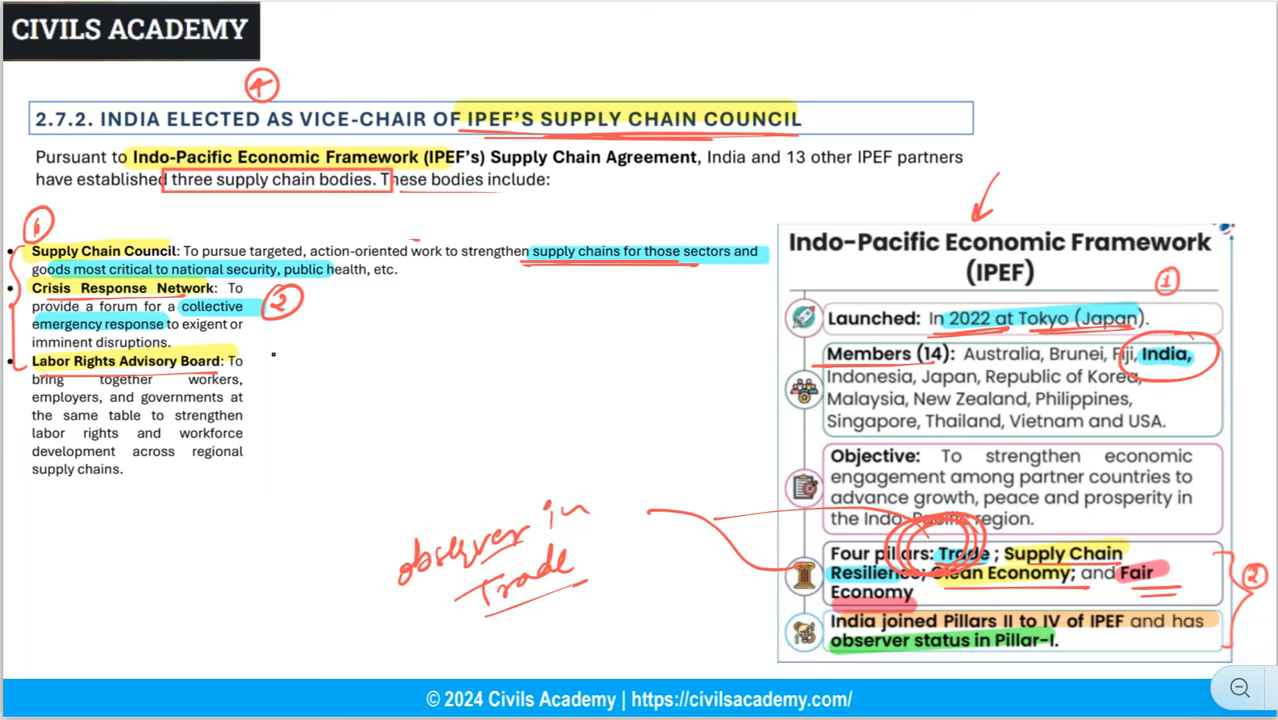 CIVILS ACADEMY
4
2.7.2. INDIA ELECTED AS VICE-CHAIR OF IPEF'S SUPPLY CHAIN COUNCIL
Pursuant to Indo-Pacific Economic Framework (IPEF's) Supply Chain Agreement, India and 13 other IPEF partners
have established three supply chain bodies. These bodies include:
• Supply Chain Council: To pursue targeted, action-oriented work to strengthen supply chains for those sectors and
goods most critical to national security, public health, etc.
• Crisis Response Network: To
provide a forum for a collective
emergency response to exigent or
imminent disruptions.
2
• Labor Rights Advisory Board: To
bring together workers,
employers, and governments at
the same table to strengthen
labor rights and workforce
development across regional
supply chains.
observer in
Trade
Indo-Pacific Economic Framework
(IPEF)
1
Launched: In 2022 at Tokyo (Japan).
Members (14): Australia, Brunei, Fiji, India,
Indonesia, Japan, Republic of Korea,
Malaysia, New Zealand, Philippines,
Singapore, Thailand, Vietnam and USA.
Objective: To strengthen economic
engagement among partner countries to
advance growth, peace and prosperity in
the Indo-Pacific region.
Four pillars: Trade ; Supply Chain
Resilience; Clean Economy; and Fair
Economy
2
India joined Pillars II to IV of IPEF and has
observer status in Pillar-I.
© 2024 Civils Academy | https://civilsacademy.com/